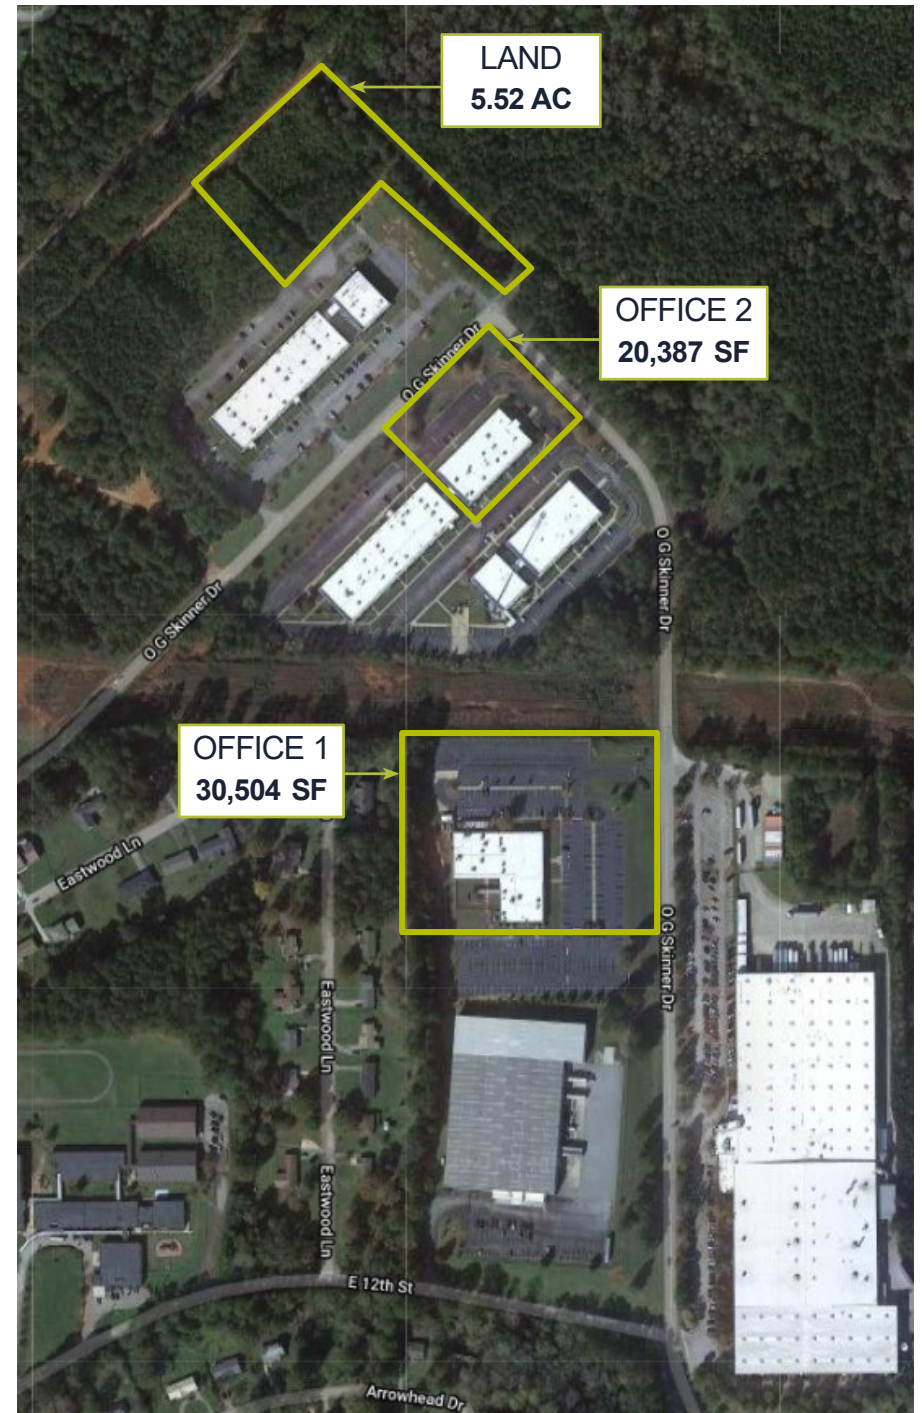 LAND
5.52 AC
OFFICE 2
20,387 SF
O G Skinner Dr
O G Skinner Dr
O G Skinner Dr
OFFICE 1
30,504 SF
Eastwood Ln
O G Skinner Dr
Eastwood Ln
Eastwood Ln
E 12th St
Arrowhead Dr